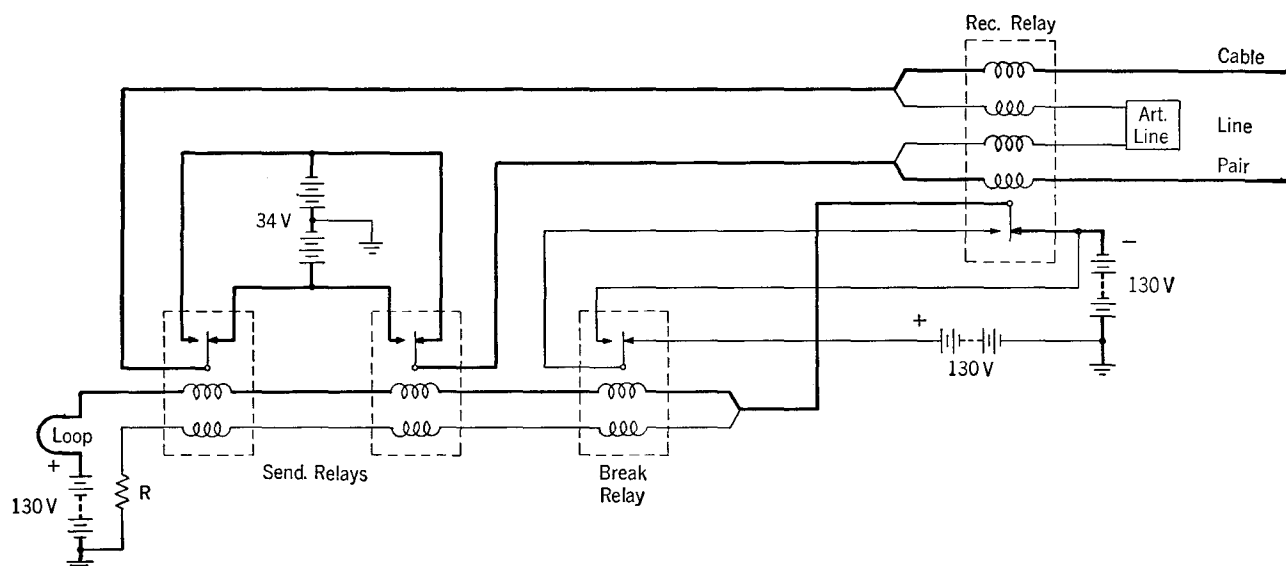 Rec. Relay
Cable
Art.
Line
Line
Pair
34 V
−
130 V
+
130 V
Loop
+
130 V
R
Send. Relays
Break
Relay